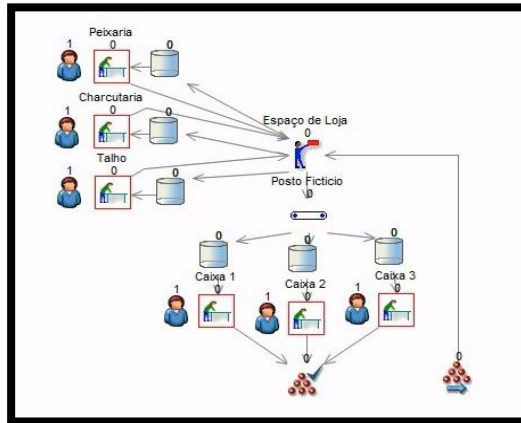 Peixaria
1 0 0
Charcutaria
1 0 0
Espaço de Loja
0
Talho
1 0 0
Posto Ficticio
0
0 0 0
Caixa 1 Caixa 2 Caixa 3
1 0 1 0 1 0
0 0